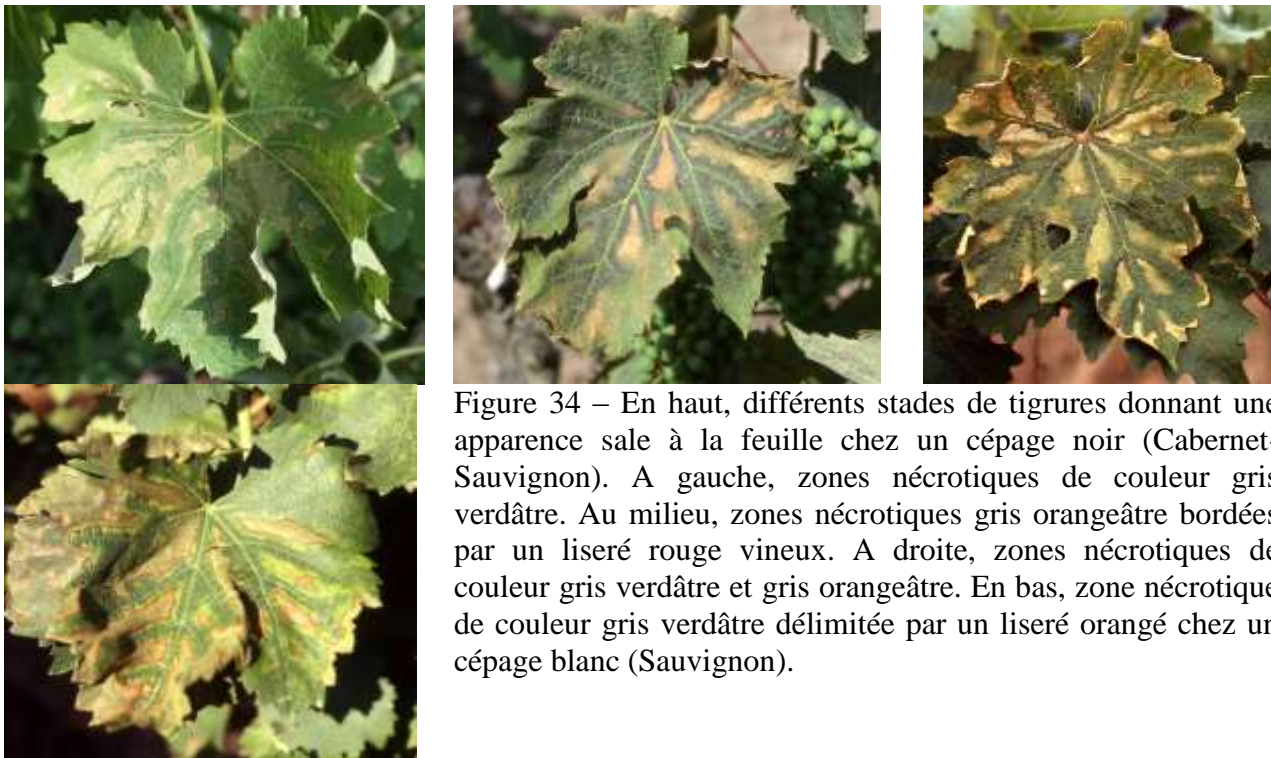 Figure 34 – En haut, différents stades de tigrures donnant une
apparence sale à la feuille chez un cépage noir (Cabernet-
Sauvignon). A gauche, zones nécrotiques de couleur gris
verdâtre. Au milieu, zones nécrotiques gris orangeâtre bordées
par un liseré rouge vineux. A droite, zones nécrotiques de
couleur gris verdâtre et gris orangeâtre. En bas, zone nécrotique
de couleur gris verdâtre délimitée par un liseré orangé chez un
cépage blanc (Sauvignon).